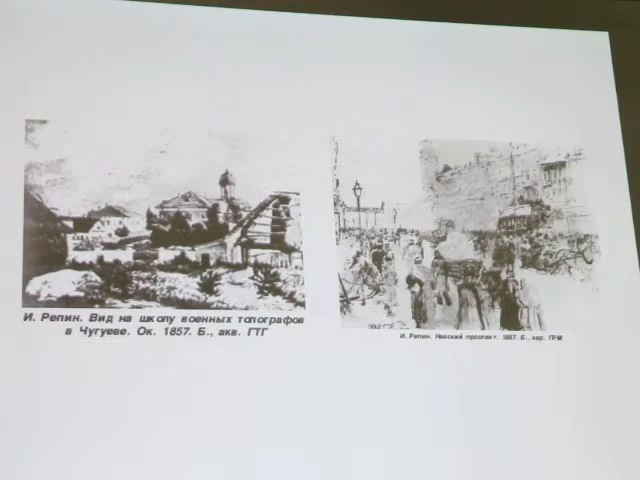 И. Репин. Вид на школу военных топографов
в Чугуеве. Ок. 1857. Б., акв. ГТГ
И. Репин. Невский проспект. 1887. Б., кар. ГРМ